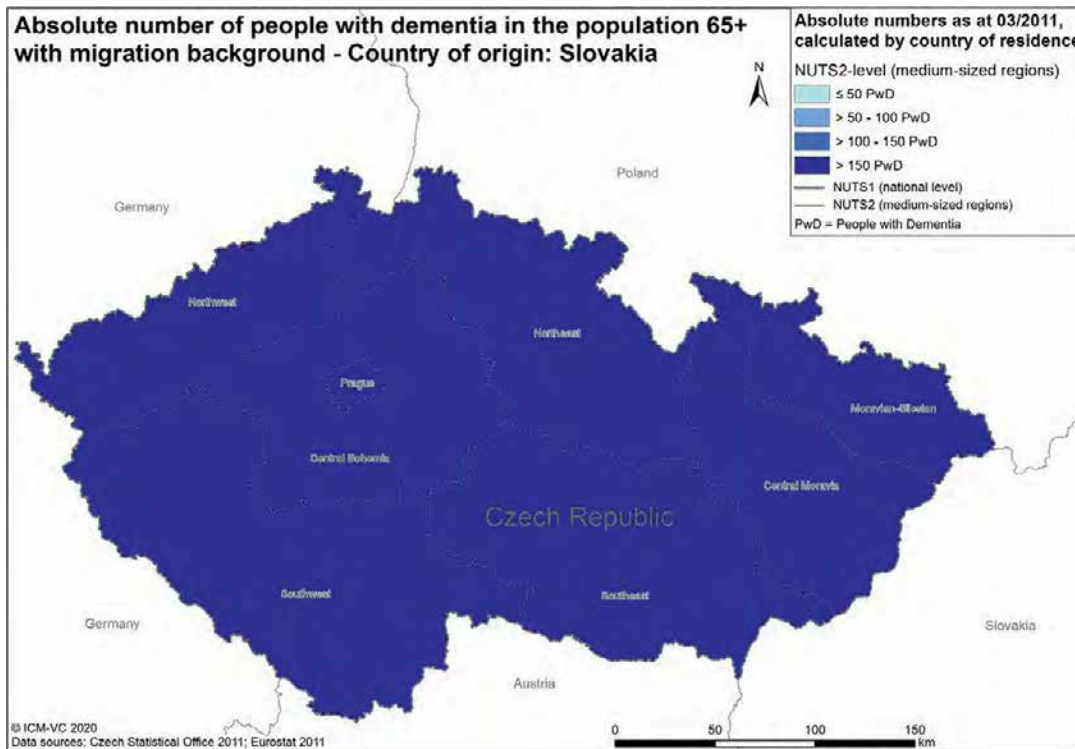 Absolute number of people with dementia in the population 65+
with migration background - Country of origin: Slovakia
Absolute numbers as at 03/2011,
calculated by country of residence
NUTS2-level (medium-sized regions)
≤ 50 PwD
> 50 - 100 PwD
> 100 - 150 PwD
> 150 PwD
NUTS1 (national level)
NUTS2 (medium-sized regions)
PwD = People with Dementia
N
Poland
Germany
Northwest
Northeast
Prague
Moravian-Silesian
Central Bohemia
Central Moravia
Czech Republic
Southwest
Southeast
Germany
Slovakia
Austria
© ICM-VC 2020
Data sources: Czech Statistical Office 2011; Eurostat 2011
0 50 100 150
km